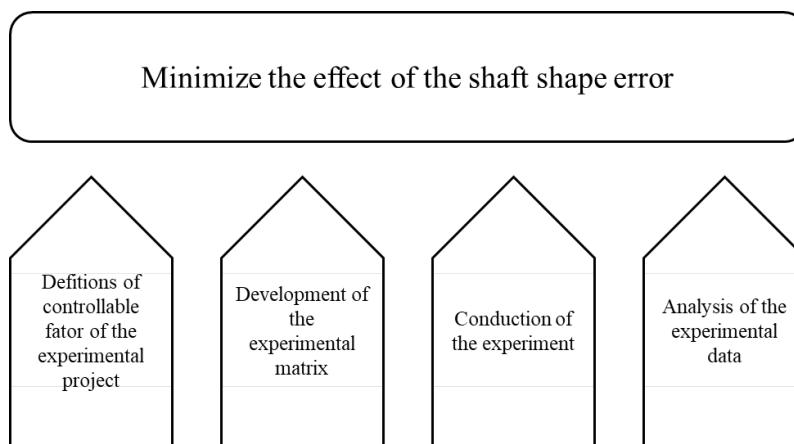 Minimize the effect of the shaft shape error
Defitions of
controllable
fator of the
experimental
project
Development of
the
experimental
matrix
Conduction of
the experiment
Analysis of the
experimental
data